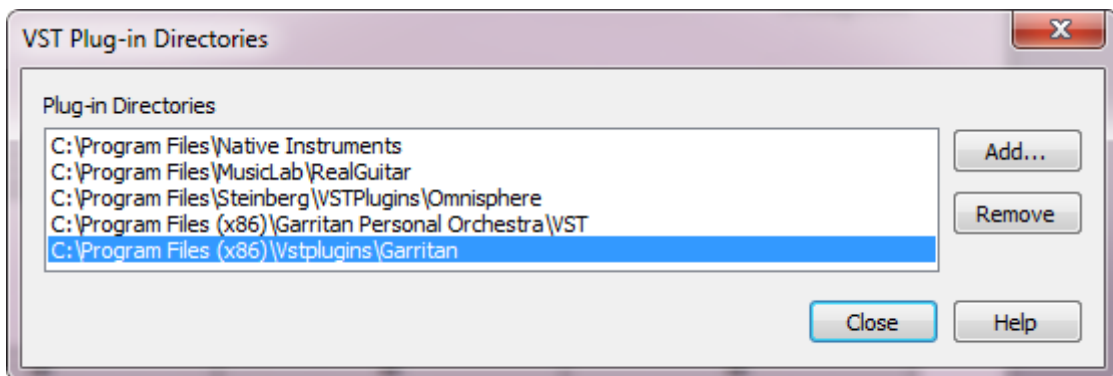 VST Plug-in Directories
Plug-in Directories
C:\Program Files\Native Instruments
C:\Program Files\MusicLab\RealGuitar
C:\Program Files\Steinberg\VSTPlugins\Omnisphere
C:\Program Files (x86)\Garritan Personal Orchestra\VST
C:\Program Files (x86)\Vstplugins\Garritan
Add...
Remove
Close
Help